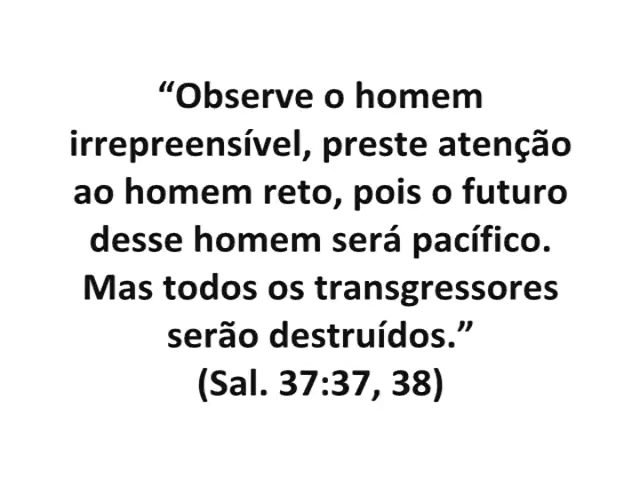 “Observe o homem
irrepreensível, preste atenção
ao homem reto, pois o futuro
desse homem será pacífico.
Mas todos os transgressores
serão destruídos.”
(Sal. 37:37, 38)